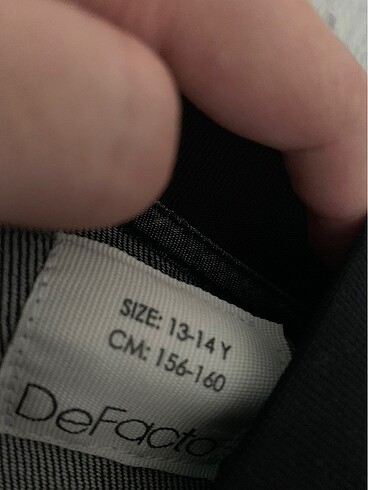 SIZE: 13-14 Y
CM: 156-160
DeFacto